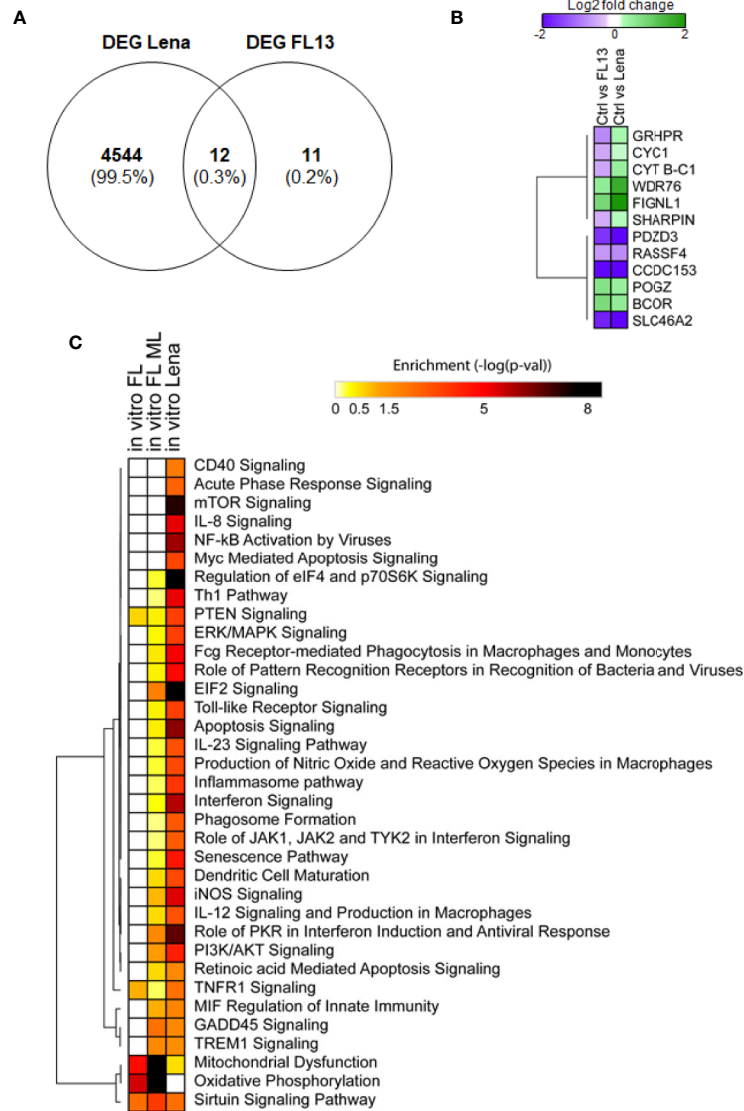 A
DEG Lena
DEG FL13
4544
(99.5%)
12
(0.3%)
11
(0.2%)
B
Log2 fold change
-2
0
2
Ctrl vs FL13
Ctrl vs Lena
GRHPR
CYC1
CYT B-C1
WDR76
FIGNL1
SHARPIN
PDZD3
RASSF4
CCDC153
POGZ
BCOR
SLC46A2
C
in vitro FL
in vitro FL ML
in vitro Lena
Enrichment (-log(p-val))
0 0.5 1.5 5 8
CD40 Signaling
Acute Phase Response Signaling
mTOR Signaling
IL-8 Signaling
NF-kB Activation by Viruses
Myc Mediated Apoptosis Signaling
Regulation of eIF4 and p70S6K Signaling
Th1 Pathway
PTEN Signaling
ERK/MAPK Signaling
Fcg Receptor-mediated Phagocytosis in Macrophages and Monocytes
Role of Pattern Recognition Receptors in Recognition of Bacteria and Viruses
EIF2 Signaling
Toll-like Receptor Signaling
Apoptosis Signaling
IL-23 Signaling Pathway
Production of Nitric Oxide and Reactive Oxygen Species in Macrophages
Inflammasome pathway
Interferon Signaling
Phagosome Formation
Role of JAK1, JAK2 and TYK2 in Interferon Signaling
Senescence Pathway
Dendritic Cell Maturation
iNOS Signaling
IL-12 Signaling and Production in Macrophages
Role of PKR in Interferon Induction and Antiviral Response
PI3K/AKT Signaling
Retinoic acid Mediated Apoptosis Signaling
TNFR1 Signaling
MIF Regulation of Innate Immunity
GADD45 Signaling
TREM1 Signaling
Mitochondrial Dysfunction
Oxidative Phosphorylation
Sirtuin Signaling Pathway